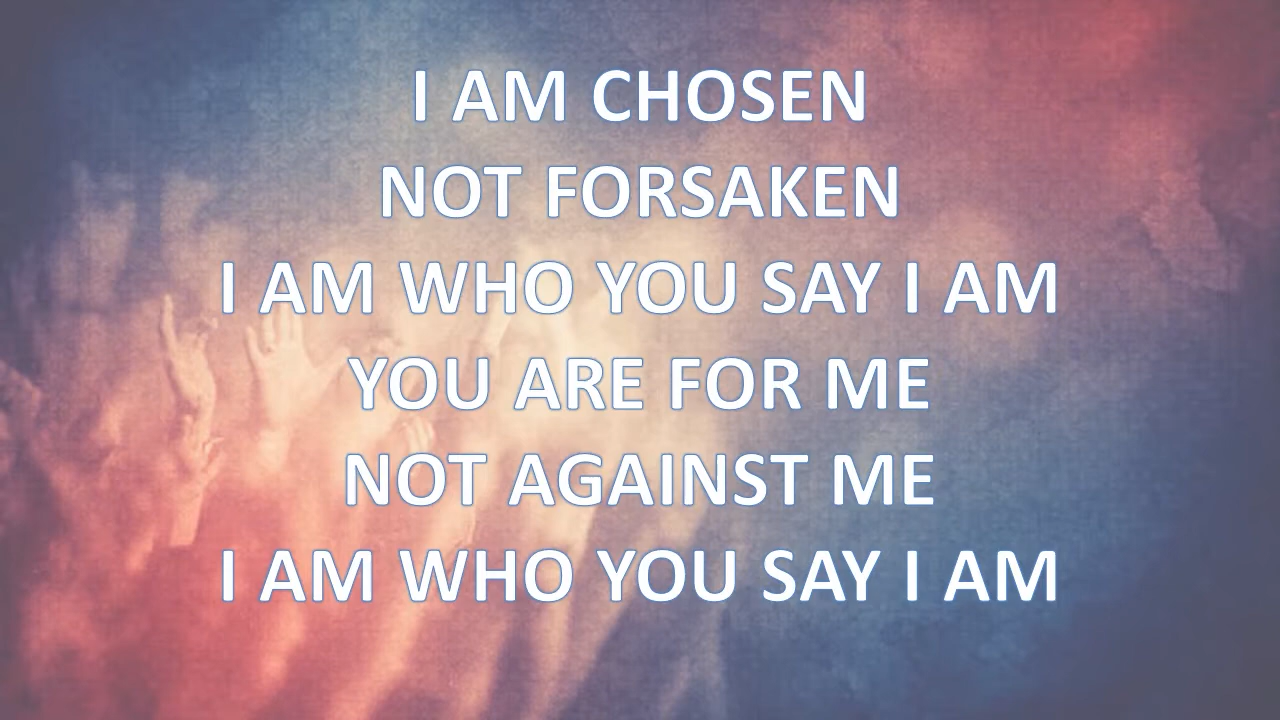 I AM CHOSEN
NOT FORSAKEN
I AM WHO YOU SAY I AM
YOU ARE FOR ME
NOT AGAINST ME
I AM WHO YOU SAY I AM